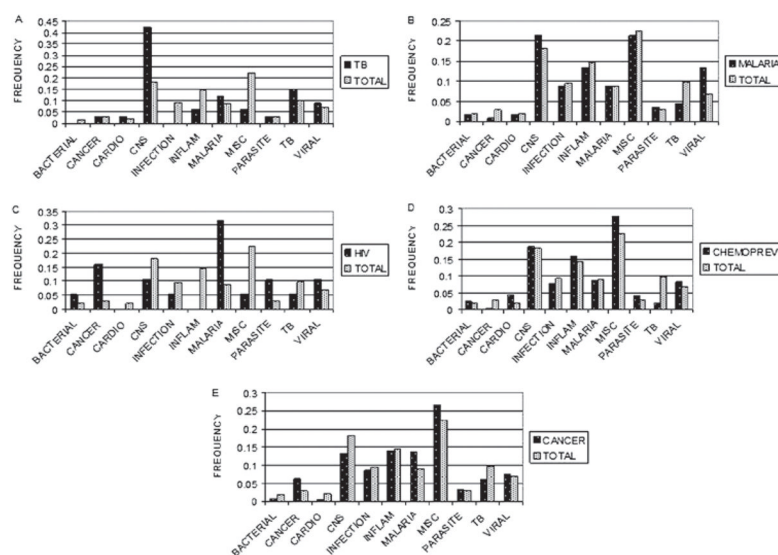 A
FREQUENCY
0.45
0.4
0.35
0.3
0.25
0.2
0.15
0.1
0.05
0
BACTERIAL
CANCER
CARDIO
CNS
INFECTION
INFLAM
MALARIA
MISC
PARASITE
TB
VIRAL
TB
TOTAL
B
FREQUENCY
0.25
0.2
0.15
0.1
0.05
0
BACTERIAL
CANCER
CARDIO
CNS
INFECTION
INFLAM
MALARIA
MISC
PARASITE
TB
VIRAL
MALARIA
TOTAL
C
FREQUENCY
0.35
0.3
0.25
0.2
0.15
0.1
0.05
0
BACTERIAL
CANCER
CARDIO
CNS
INFECTION
INFLAM
MALARIA
MISC
PARASITE
TB
VIRAL
HIV
TOTAL
D
FREQUENCY
0.3
0.25
0.2
0.15
0.1
0.05
0
BACTERIAL
CANCER
CARDIO
CNS
INFECTION
INFLAM
MALARIA
MISC
PARASITE
TB
VIRAL
CHEMOPREV
TOTAL
E
FREQUENCY
0.3
0.25
0.2
0.15
0.1
0.05
0
BACTERIAL
CANCER
CARDIO
CNS
INFECTION
INFLAM
MALARIA
MISC
PARASITE
TB
VIRAL
CANCER
TOTAL